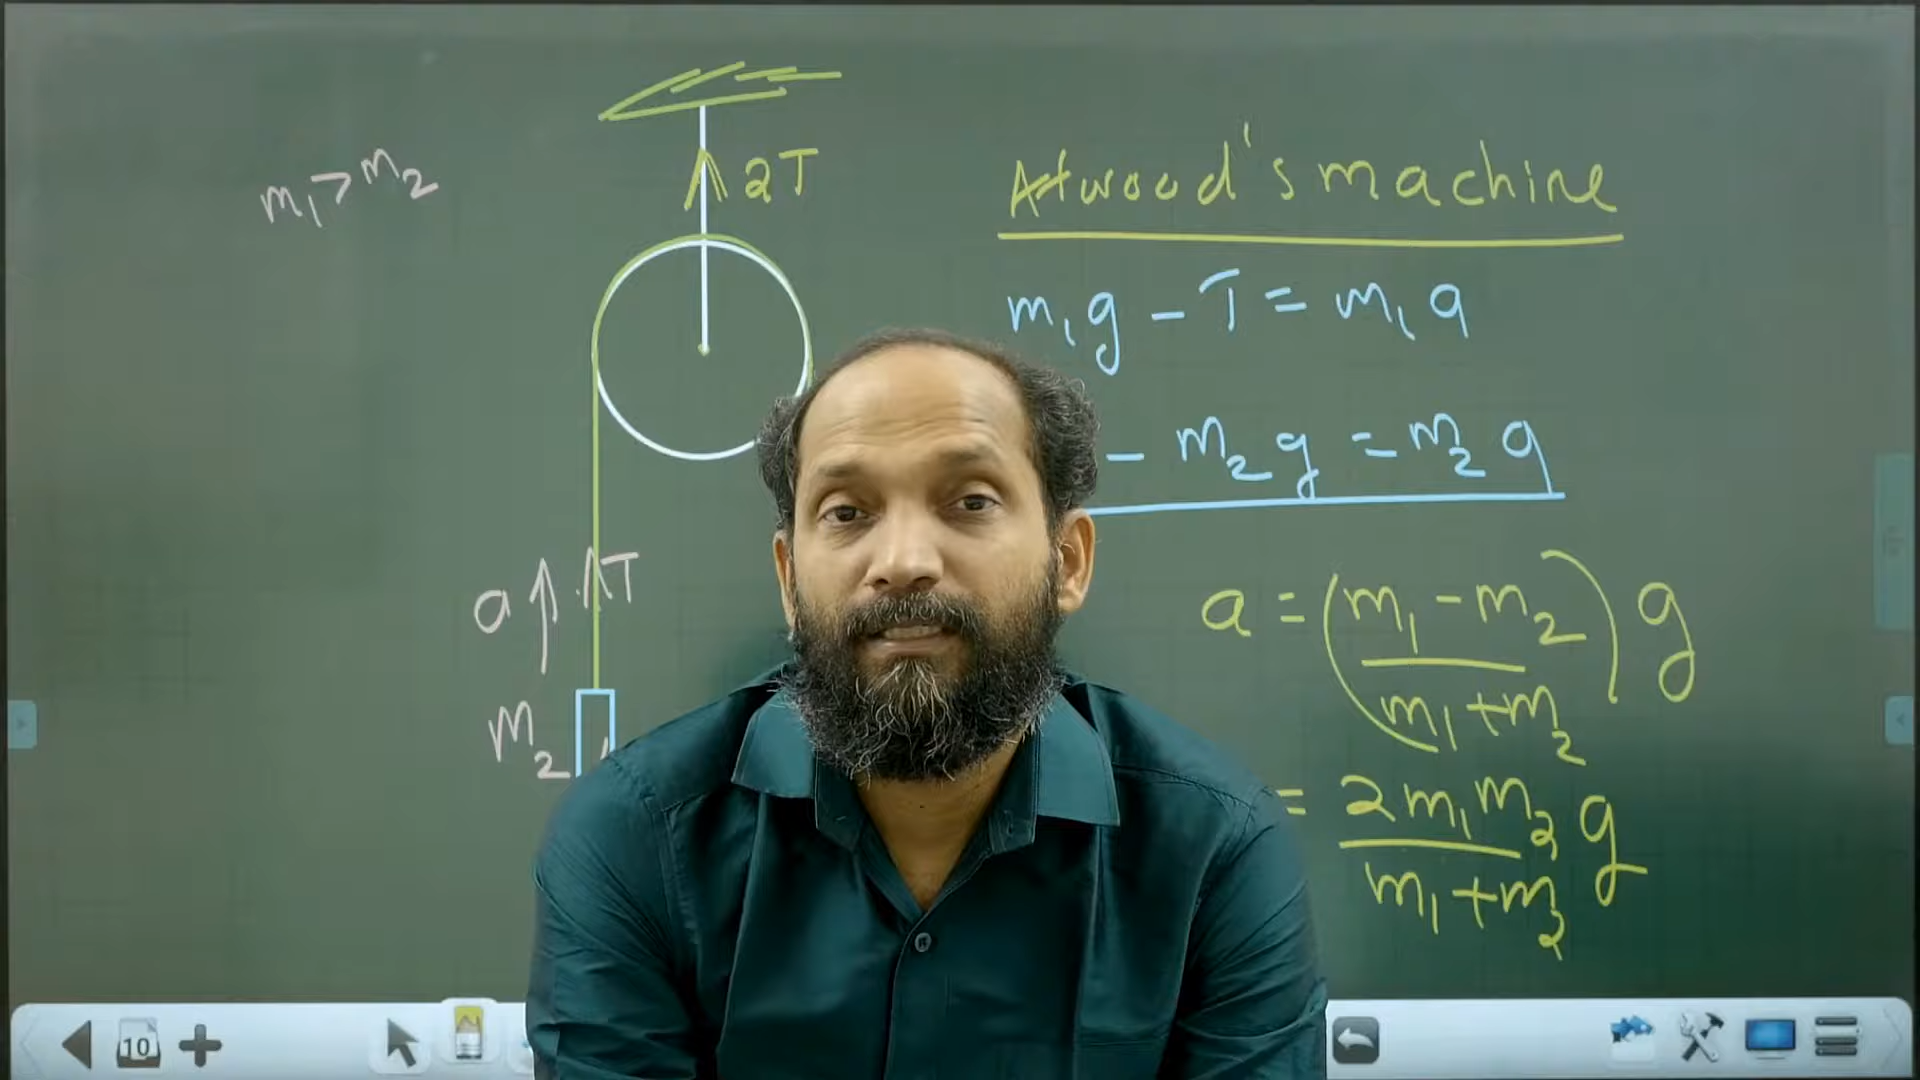 m₁ > m₂
2T
Atwood's machine
m₁g - T = m₁a
- m₂g = m₂a
a
T
m₂
a = (m₁ - m₂ / m₁ + m₂) g
= 2m₁m₂ / m₁ + m₂ g
10